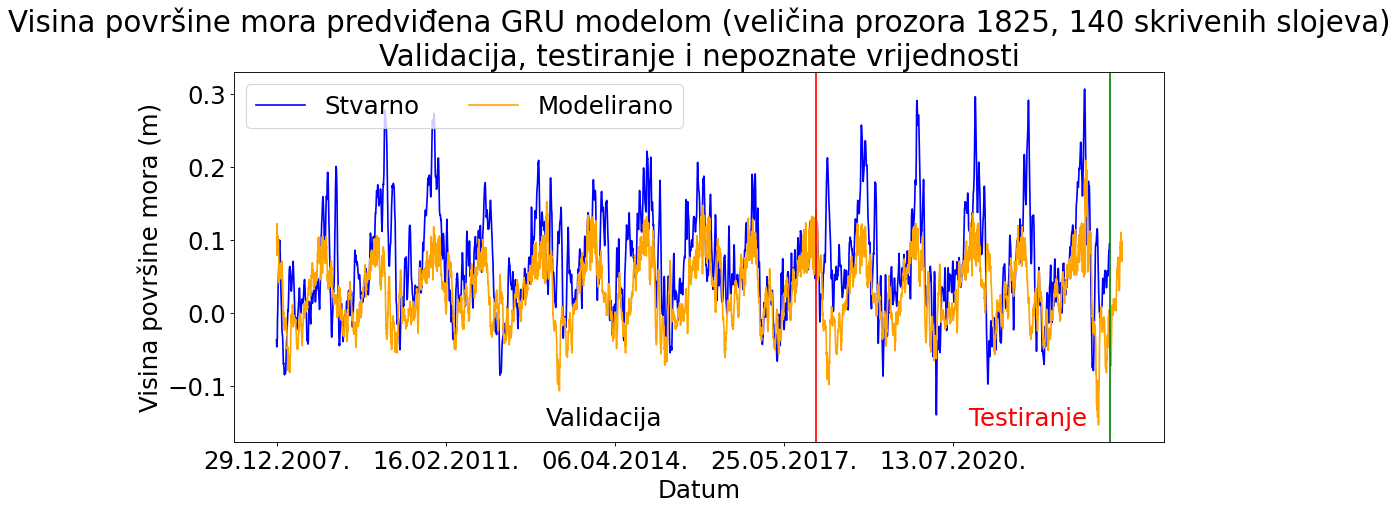 Visina površine mora predviđena GRU modelom (veličina prozora 1825, 140 skrivenih slojeva)
Validacija, testiranje i nepoznate vrijednosti
Stvarno
Modelirano
Visina površine mora (m)
0.3
0.2
0.1
0.0
−0.1
Validacija
Testiranje
29.12.2007.
16.02.2011.
06.04.2014.
25.05.2017.
13.07.2020.
Datum